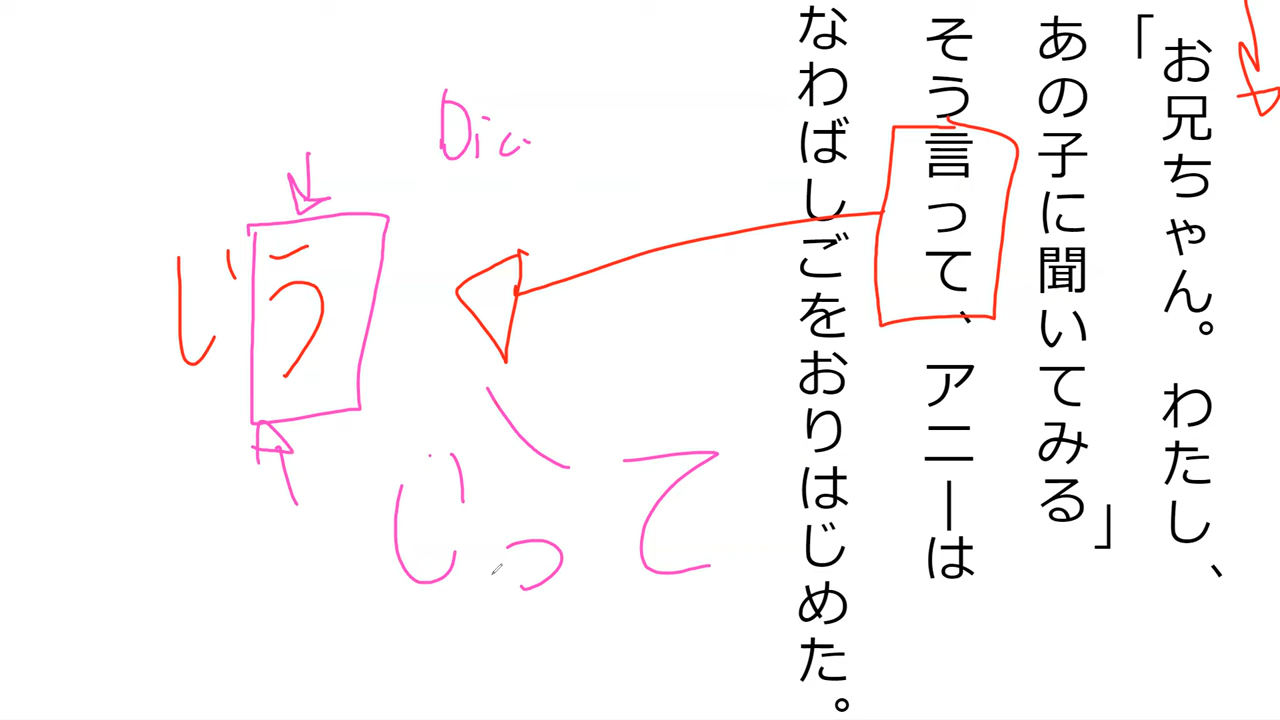 「お兄ちゃん。わたし、
あの子に聞いてみる」
そう言って、アニーは
なわばしごをおりはじめた。
Dic
いう
いって